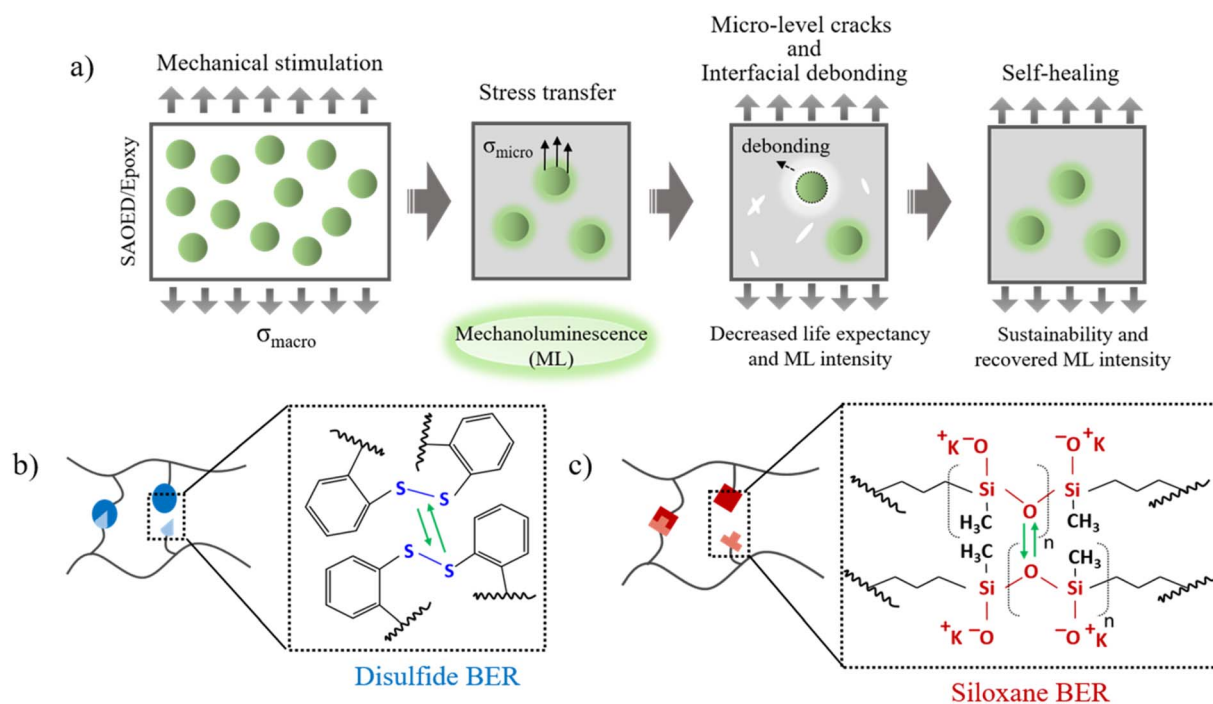 a)
Mechanical stimulation
SAOED/Epoxy
σmacro
Stress transfer
σmicro
Mechanoluminescence
(ML)
Micro-level cracks
and
Interfacial debonding
debonding
Decreased life expectancy
and ML intensity
Self-healing
Sustainability and
recovered ML intensity
b)
S
S
S
S
Disulfide BER
c)
+K−O −O+K
Si Si
O
H3C CH3 n
H3C CH3
O
Si Si
n
+K−O −O+K
Siloxane BER